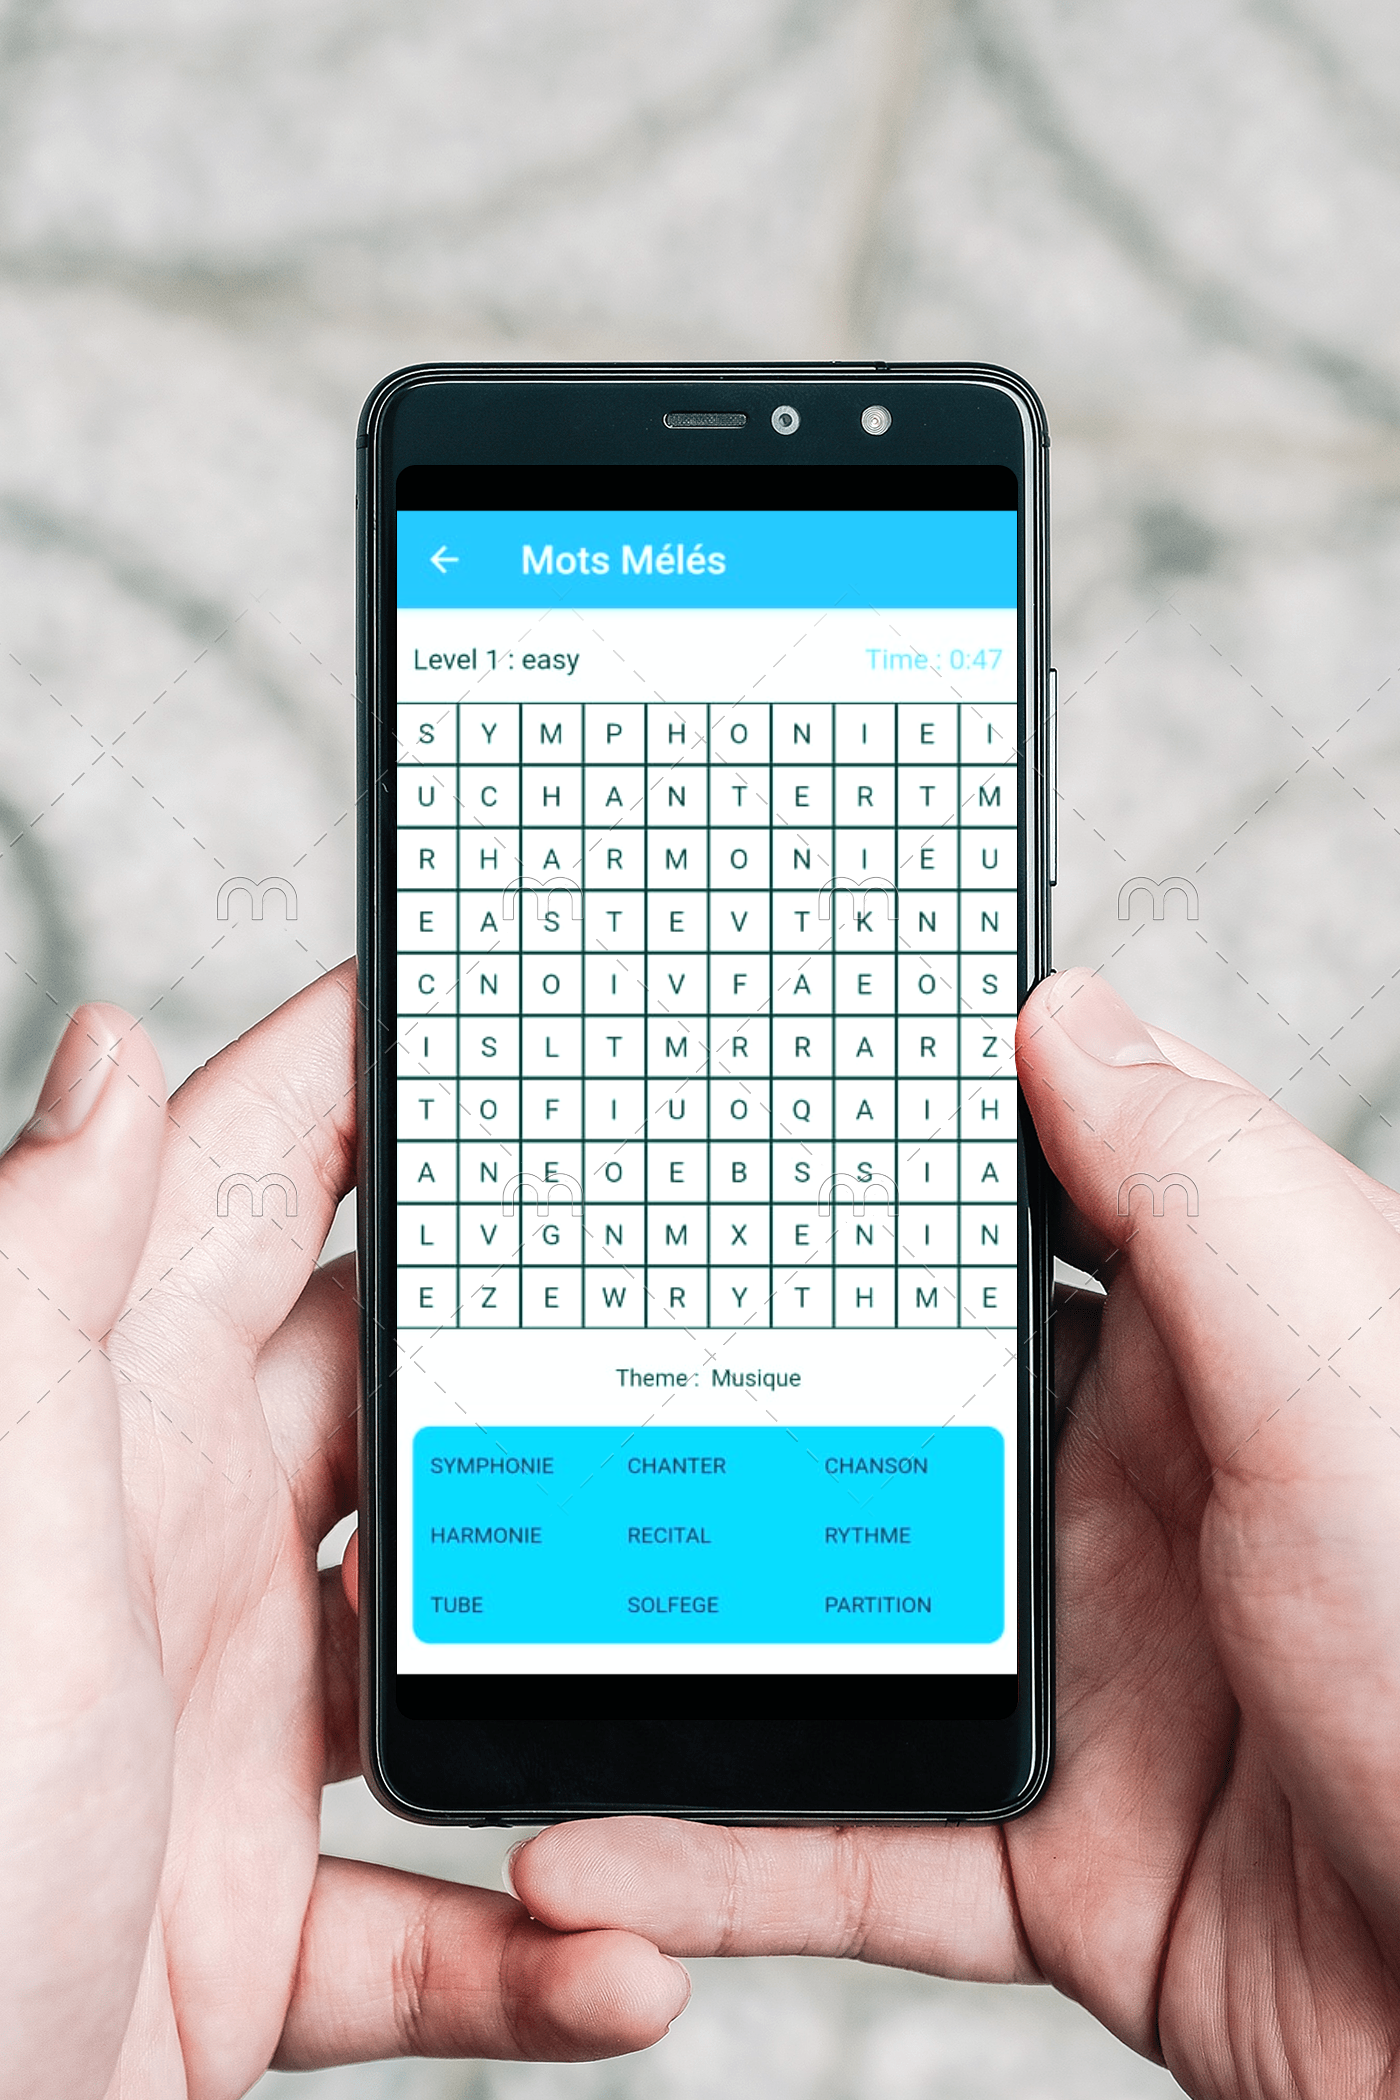 Mots Mélés
Level 1 : easy
Time : 0:47
S Y M P H O N I E I
U C H A N T E R T M
R H A R M O N I E U
E A S T E V T K N N
C N O I V F A E O S
I S L T M R R A R Z
T O F I U O Q A I H
A N E O E B S S I A
L V G N M X E N I N
E Z E W R Y T H M E
Theme : Musique
SYMPHONIE CHANTER CHANSON
HARMONIE RECITAL RYTHME
TUBE SOLFEGE PARTITION